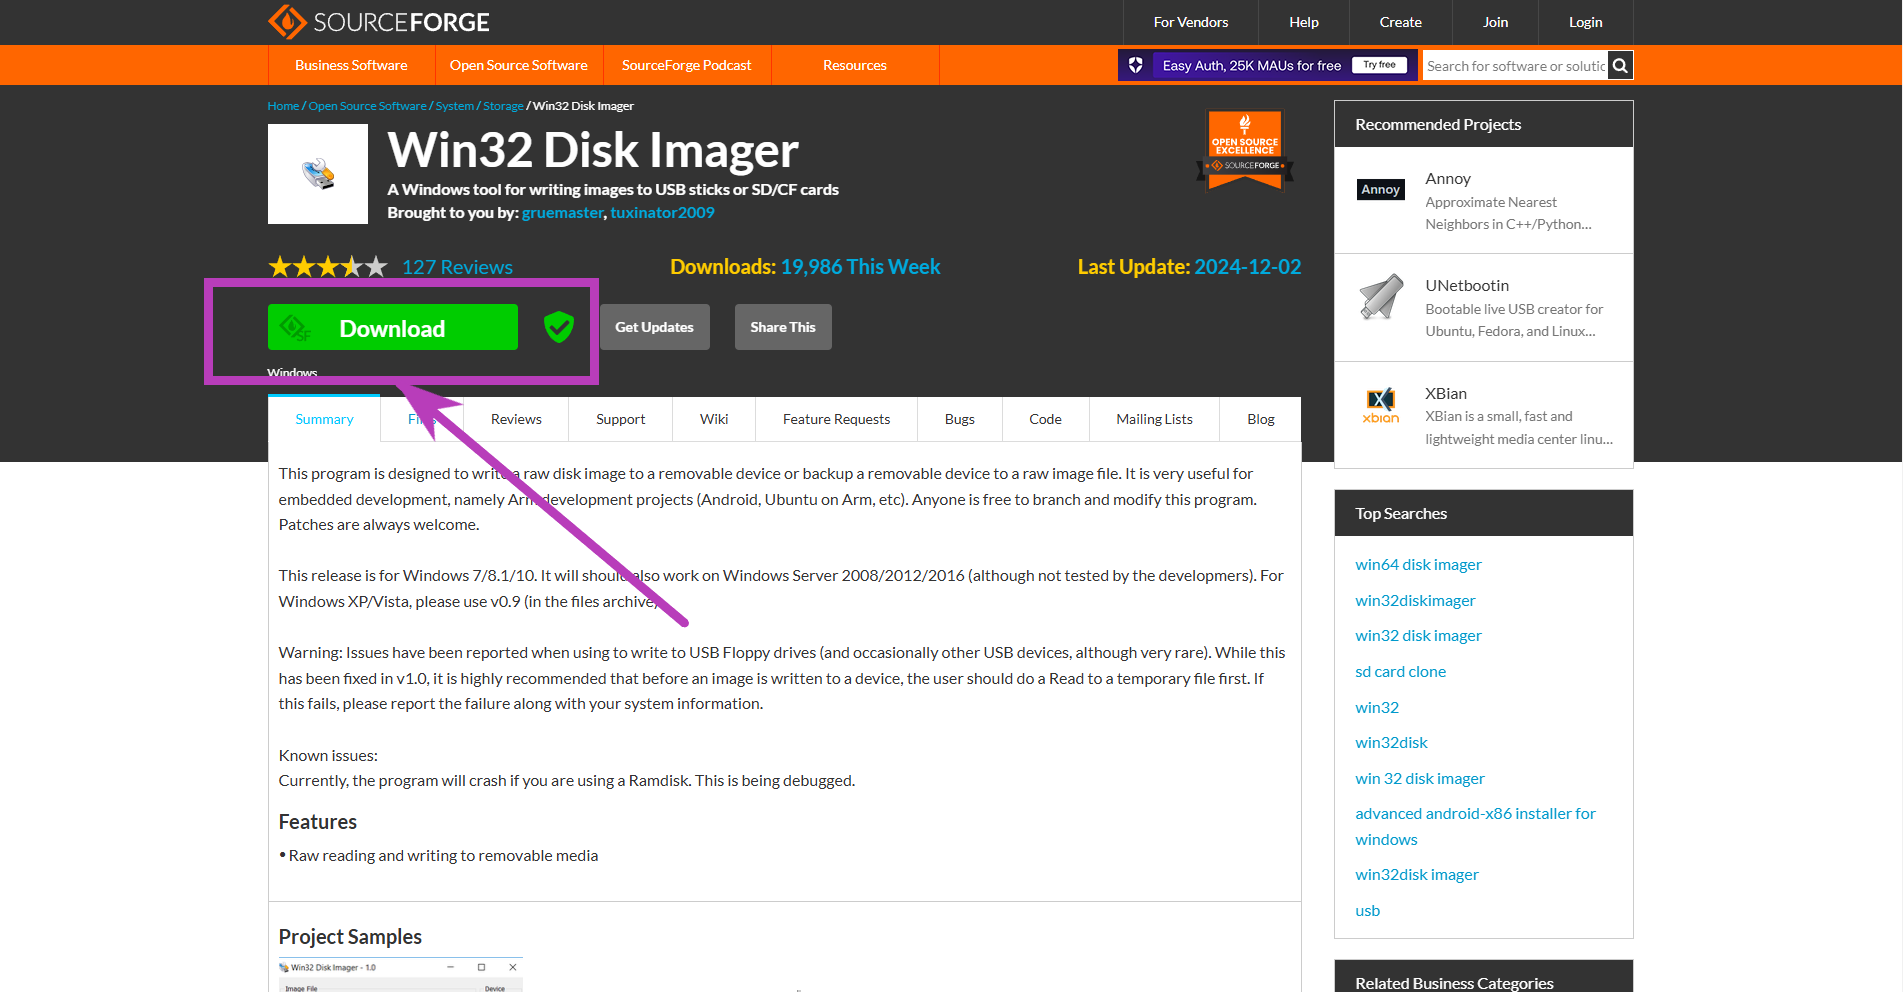 SOURCEFORGE
For Vendors
Help
Create
Join
Login
Business Software
Open Source Software
SourceForge Podcast
Resources
Easy Auth, 25K MAUs for free
Try free
Search for software or solutic
Home / Open Source Software / System / Storage / Win32 Disk Imager
Win32 Disk Imager
A Windows tool for writing images to USB sticks or SD/CF cards
Brought to you by: gruemaster, tuxinator2009
OPEN SOURCE
EXCELLENCE
SOURCEFORGE
127 Reviews
Downloads: 19,986 This Week
Last Update: 2024-12-02
SF
Download
Get Updates
Share This
Windows
Summary
Reviews
Support
Wiki
Feature Requests
Bugs
Code
Mailing Lists
Blog
This program is designed to write a raw disk image to a removable device or backup a removable device to a raw image file. It is very useful for
embedded development, namely Arm development projects (Android, Ubuntu on Arm, etc). Anyone is free to branch and modify this program.
Patches are always welcome.
This release is for Windows 7/8.1/10. It will should also work on Windows Server 2008/2012/2016 (although not tested by the developmers). For
Windows XP/Vista, please use v0.9 (in the files archive)
Warning: Issues have been reported when using to write to USB Floppy drives (and occasionally other USB devices, although very rare). While this
has been fixed in v1.0, it is highly recommended that before an image is written to a device, the user should do a Read to a temporary file first. If
this fails, please report the failure along with your system information.
Known issues:
Currently, the program will crash if you are using a Ramdisk. This is being debugged.
Features
• Raw reading and writing to removable media
Project Samples
Win32 Disk Imager - 1.0
Image File
Device
Recommended Projects
Annoy
Annoy
Approximate Nearest
Neighbors in C++/Python...
UNetbootin
Bootable live USB creator for
Ubuntu, Fedora, and Linux...
xbian
XBian
XBian is a small, fast and
lightweight media center linu...
Top Searches
win64 disk imager
win32diskimager
win32 disk imager
sd card clone
win32
win32disk
win 32 disk imager
advanced android-x86 installer for
windows
win32disk imager
usb
Related Business Categories